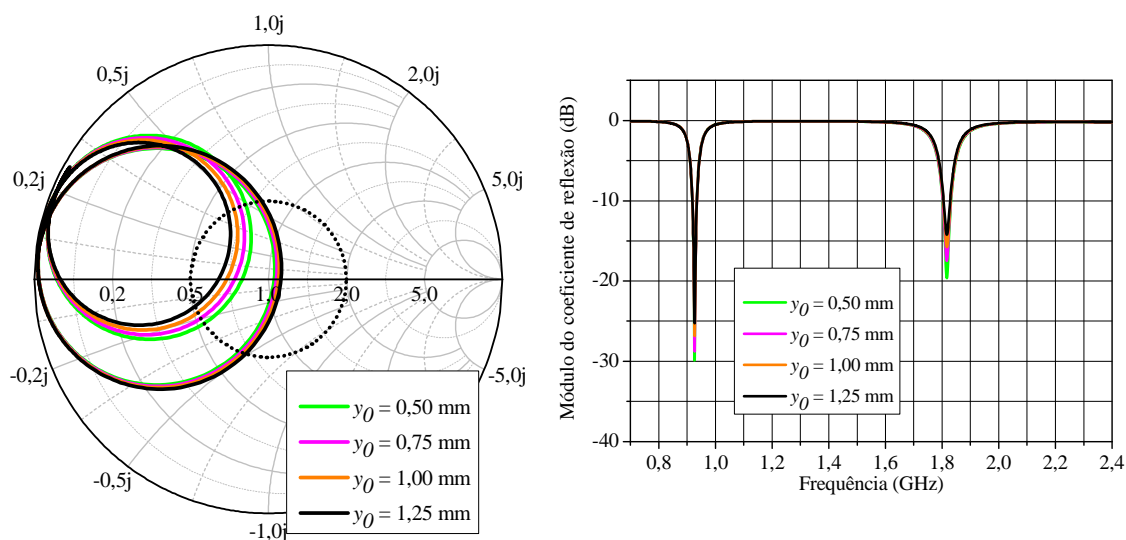 1,0j
0,5j
2,0j
0,2j
5,0j
0,2
0,5
1,0
2,0
5,0
-0,2j
-5,0j
-0,5j
-1,0j
y0 = 0,50 mm
y0 = 0,75 mm
y0 = 1,00 mm
y0 = 1,25 mm
Módulo do coeficiente de reflexão (dB)
0
-10
-20
-30
-40
y0 = 0,50 mm
y0 = 0,75 mm
y0 = 1,00 mm
y0 = 1,25 mm
0,8 1,0 1,2 1,4 1,6 1,8 2,0 2,2 2,4
Frequência (GHz)